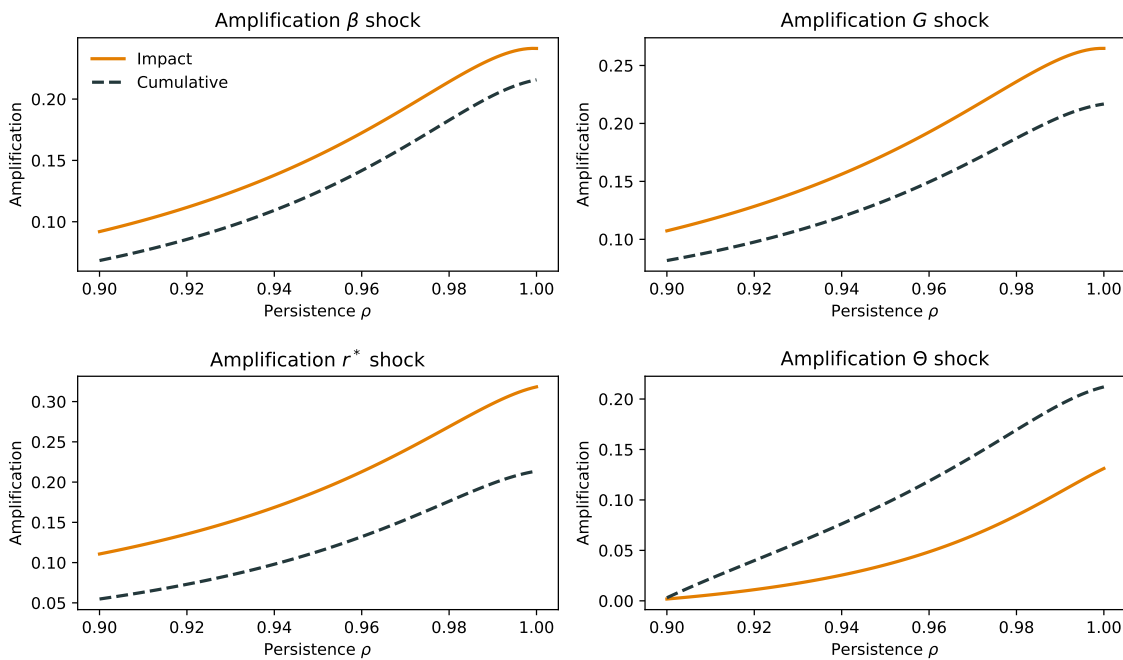 Amplification β shock
Amplification G shock
Impact
Cumulative
Amplification
0.20
0.15
0.10
0.90 0.92 0.94 0.96 0.98 1.00
Persistence ρ
Amplification
0.25
0.20
0.15
0.10
0.90 0.92 0.94 0.96 0.98 1.00
Persistence ρ
Amplification r* shock
Amplification Θ shock
Amplification
0.30
0.25
0.20
0.15
0.10
0.05
0.90 0.92 0.94 0.96 0.98 1.00
Persistence ρ
Amplification
0.20
0.15
0.10
0.05
0.00
0.90 0.92 0.94 0.96 0.98 1.00
Persistence ρ